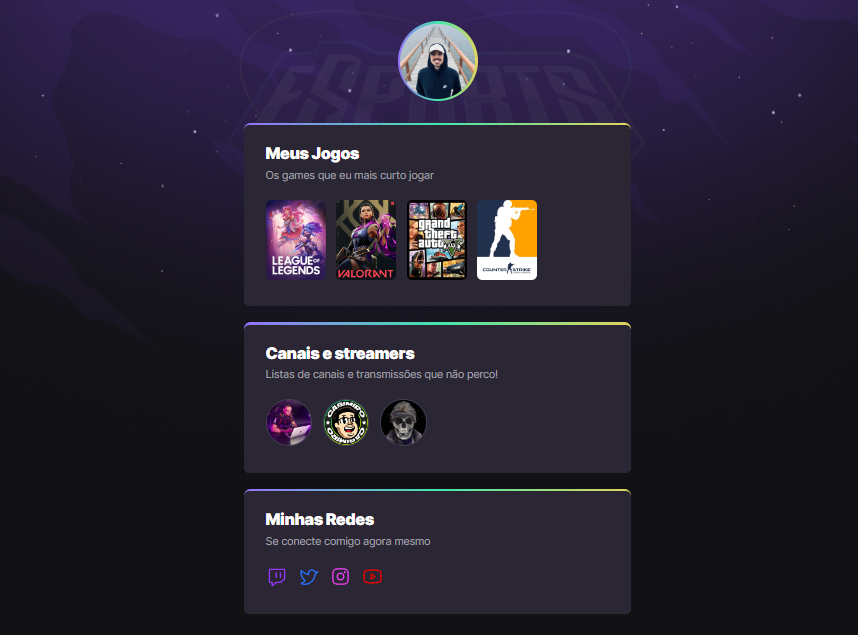 ESPORTS
Meus Jogos
Os games que eu mais curto jogar
LEAGUE OF
LEGENDS
VALORANT
grand
theft
auto V
COUNTER STRIKE
Canais e streamers
Listas de canais e transmissões que não perco!
CASIMIRO
CASIMIRO
Minhas Redes
Se conecte comigo agora mesmo